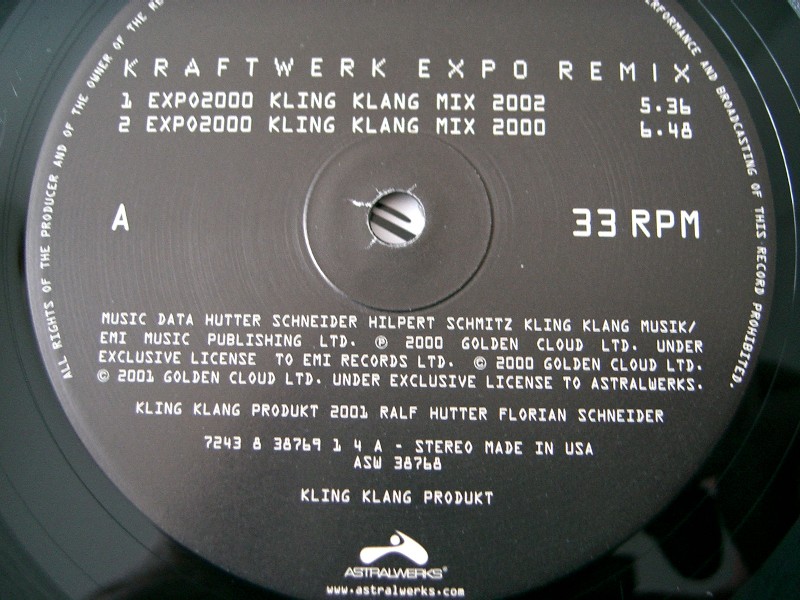 KRAFTWERK EXPO REMIX
1 EXPO2000 KLING KLANG MIX 2002 5.36
2 EXPO2000 KLING KLANG MIX 2000 6.48
A 33 RPM
MUSIC DATA HUTTER SCHNEIDER HILPERT SCHMITZ KLING KLANG MUSIK/
EMI MUSIC PUBLISHING LTD. ℗ 2000 GOLDEN CLOUD LTD. UNDER
EXCLUSIVE LICENSE TO EMI RECORDS LTD. © 2000 GOLDEN CLOUD LTD.
© 2001 GOLDEN CLOUD LTD. UNDER EXCLUSIVE LICENSE TO ASTRALWERKS.
KLING KLANG PRODUKT 2001 RALF HUTTER FLORIAN SCHNEIDER
7243 8 38769 1 4 A - STEREO MADE IN USA
ASW 38768
KLING KLANG PRODUKT
ASTRALWERKS®
www.astralwerks.com
ALL RIGHTS OF THE PRODUCER AND OF THE OWNER OF THE
AND BROADCASTING OF THIS RECORD PROHIBITED.